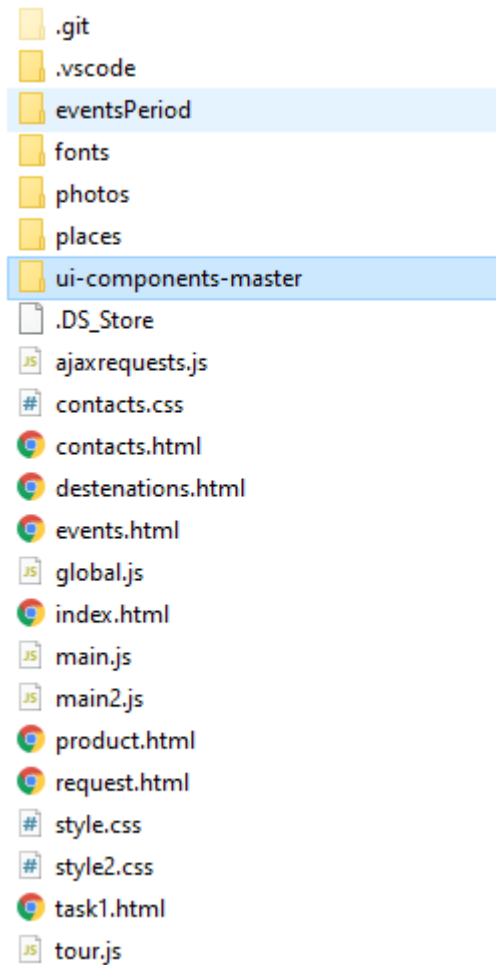 .git
.vscode
eventsPeriod
fonts
photos
places
ui-components-master
.DS_Store
ajaxrequests.js
contacts.css
contacts.html
destenations.html
events.html
global.js
index.html
main.js
main2.js
product.html
request.html
style.css
style2.css
task1.html
tour.js